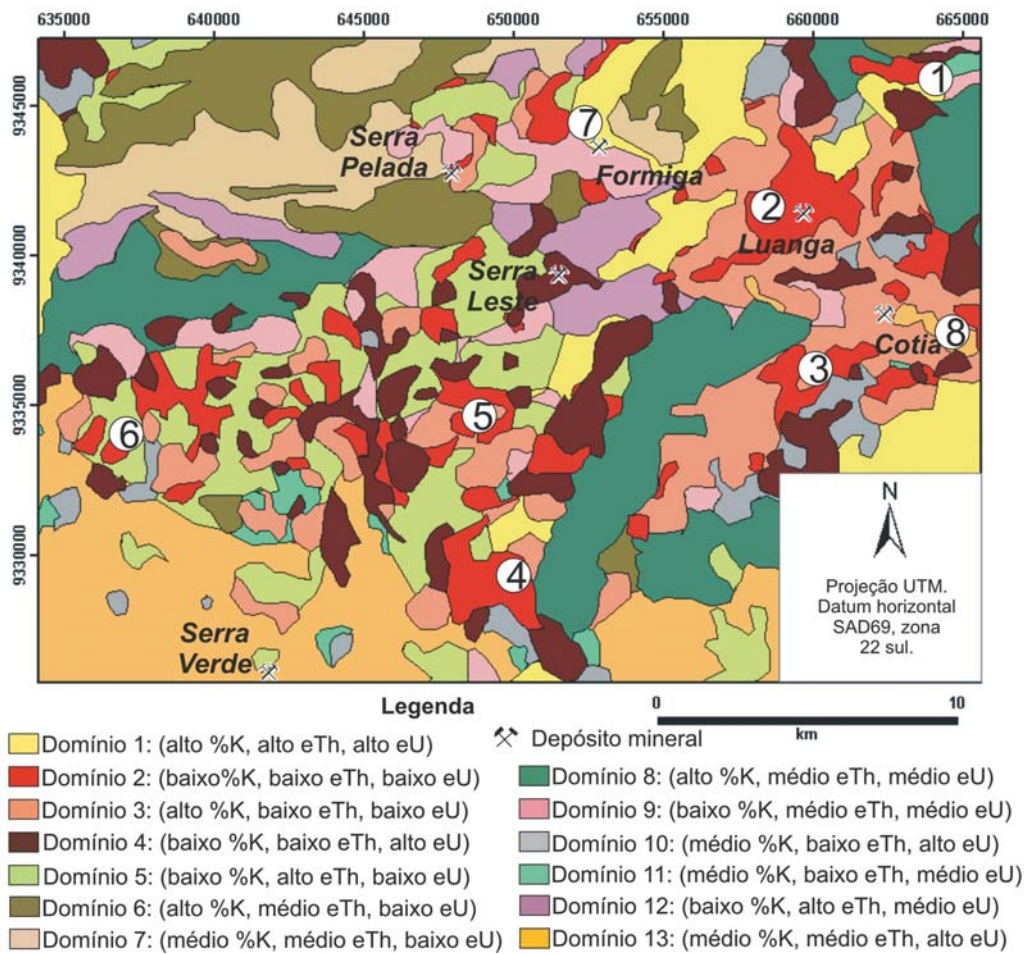 635000 640000 645000 650000 655000 660000 665000
9345000
9340000
9335000
9330000
1
7
Serra
Pelada
Formiga
2
Luanga
Serra
Leste
8
Cotia
3
5
6
4
Serra
Verde
N
Projeção UTM.
Datum horizontal
SAD69, zona
22 sul.
Legenda
0 10
km
Domínio 1: (alto %K, alto eTh, alto eU)
Domínio 2: (baixo%K, baixo eTh, baixo eU)
Domínio 3: (alto %K, baixo eTh, baixo eU)
Domínio 4: (baixo %K, baixo eTh, alto eU)
Domínio 5: (baixo %K, alto eTh, baixo eU)
Domínio 6: (alto %K, médio eTh, baixo eU)
Domínio 7: (médio %K, médio eTh, baixo eU)
Depósito mineral
Domínio 8: (alto %K, médio eTh, médio eU)
Domínio 9: (baixo %K, médio eTh, médio eU)
Domínio 10: (médio %K, baixo eTh, alto eU)
Domínio 11: (médio %K, baixo eTh, médio eU)
Domínio 12: (baixo %K, alto eTh, médio eU)
Domínio 13: (médio %K, médio eTh, alto eU)